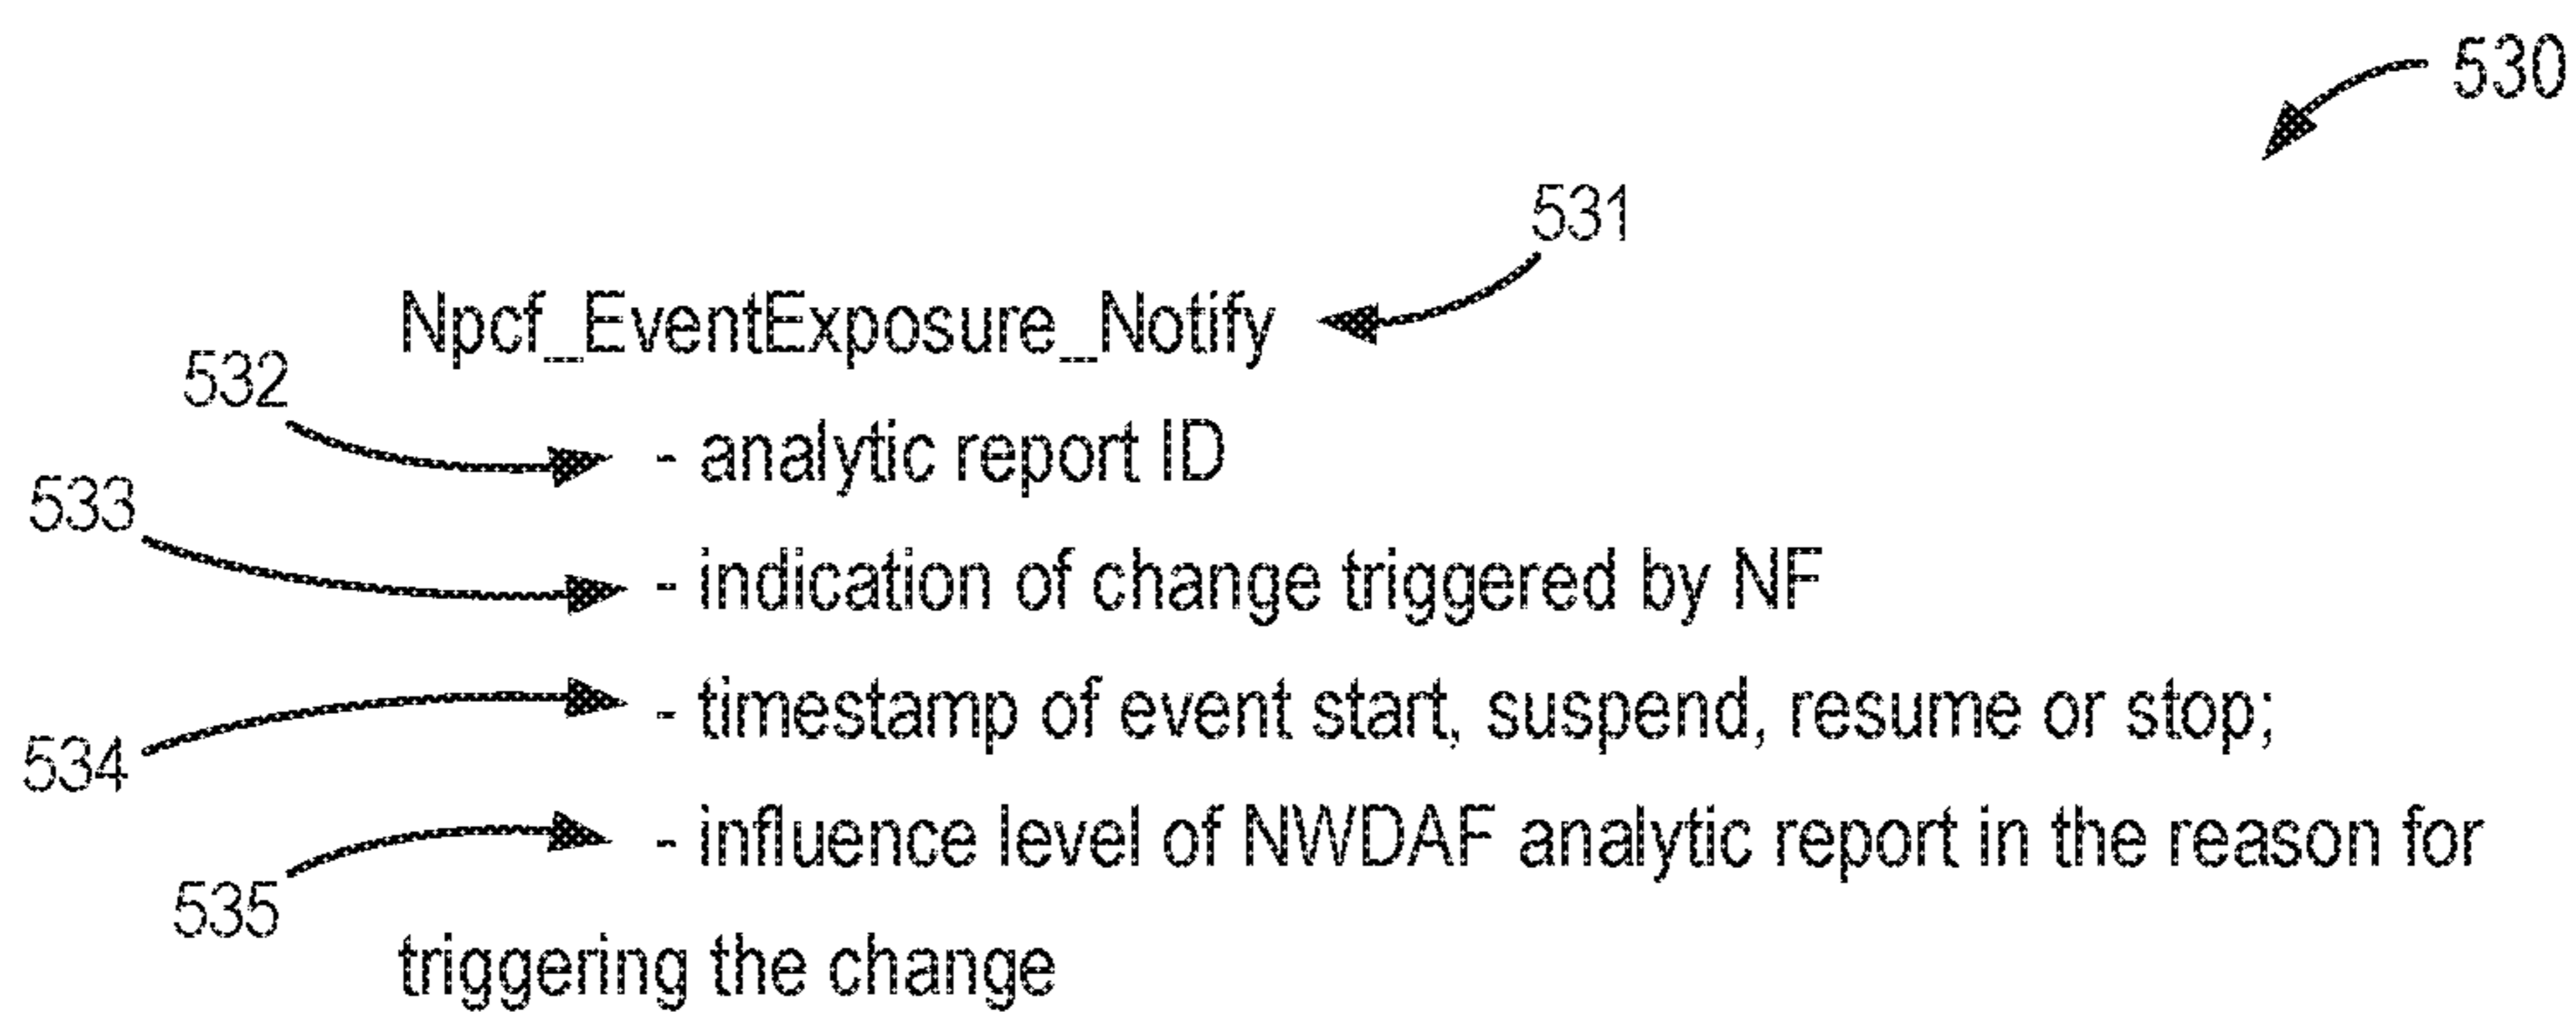 530
531
Npcf_EventExposure_Notify
532
- analytic report ID
533
- indication of change triggered by NF
- timestamp of event start, suspend, resume or stop;
534
- influence level of NWDAF analytic report in the reason for
535
triggering the change